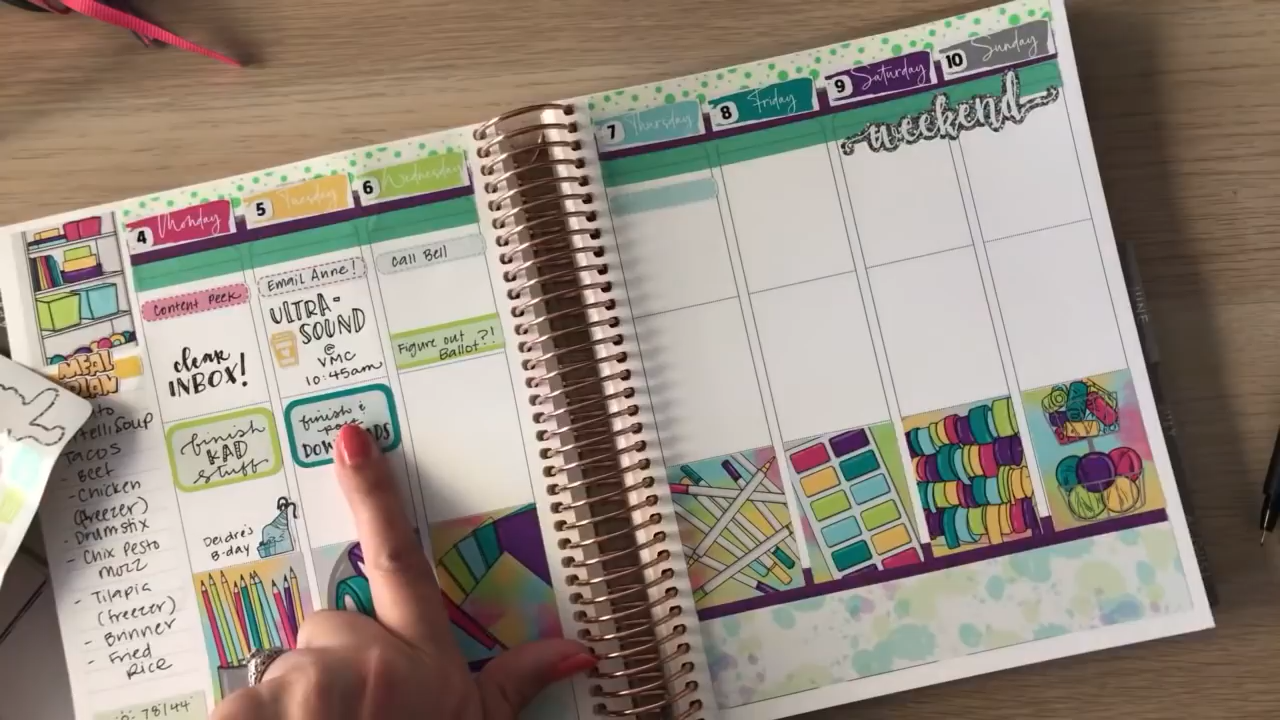 4 Monday
5 Tuesday
6 Wednesday
7 Thursday
8 Friday
9 Saturday
10 Sunday
weekend
Content Peek
clear
INBOX!
finish
KAD
stuff
Deidre's
B-day
Email Anne!
ULTRA-
SOUND
@
VMC
10:45am
finish &
Call Bell
Figure out
Ballot?!
MEAL
PLAN
Tacos
- Beef
- Chicken
(freezer)
- Drumstix
- Chix Pesto
Mozz
- Tilapia
(freezer)
- Brinner
- Fried
Rice
78144